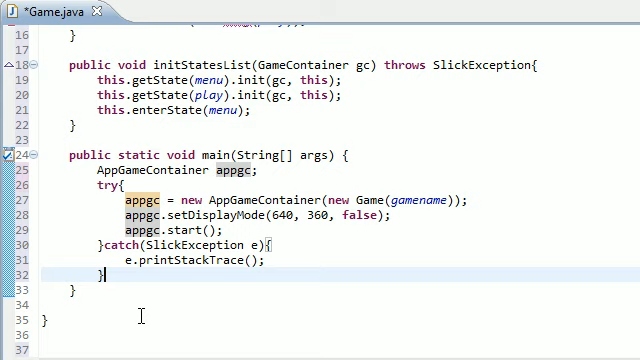 *Game.java
16 }
17
18 public void initStatesList(GameContainer gc) throws SlickException{
19 this.getState(menu).init(gc, this);
20 this.getState(play).init(gc, this);
21 this.enterState(menu);
22 }
23
24 public static void main(String[] args) {
25 AppGameContainer appgc;
26 try{
27 appgc = new AppGameContainer(new Game(gamename));
28 appgc.setDisplayMode(640, 360, false);
29 appgc.start();
30 }catch(SlickException e){
31 e.printStackTrace();
32 }
33 }
34
35 }
36
37